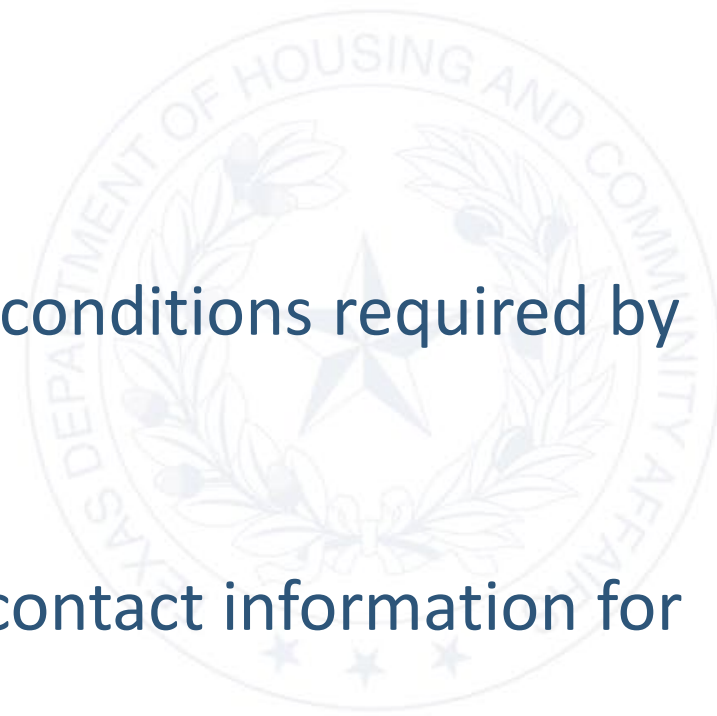 TEXAS DEPARTMENT OF HOUSING AND COMMUNITY AFFAIRS
conditions required by
contact information for